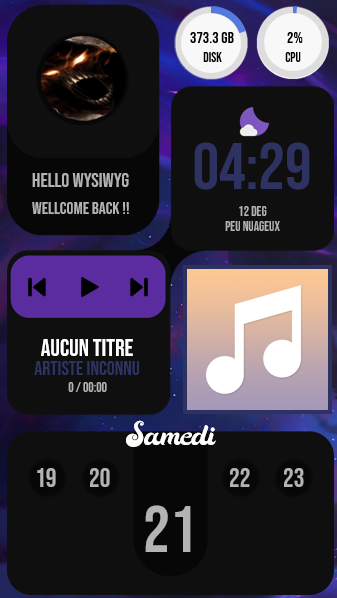 373.3 GB
DISK
2%
CPU
HELLO WYSIWYG
WELLCOME BACK !!
04:29
12 DEG
PEU NUAGEUX
AUCUN TITRE
ARTISTE INCONNU
0 / 00:00
Samedi
19 20 21 22 23